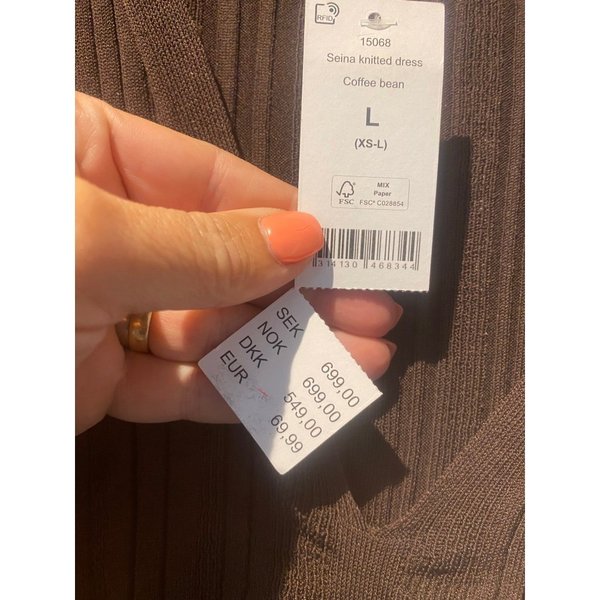 RFID
15068
Seina knitted dress
Coffee bean
L
(XS-L)
FSC
MIX
Paper
FSC® C028854
314130 468344
SEK 699,00
NOK 699,00
DKK 549,00
EUR 69,99